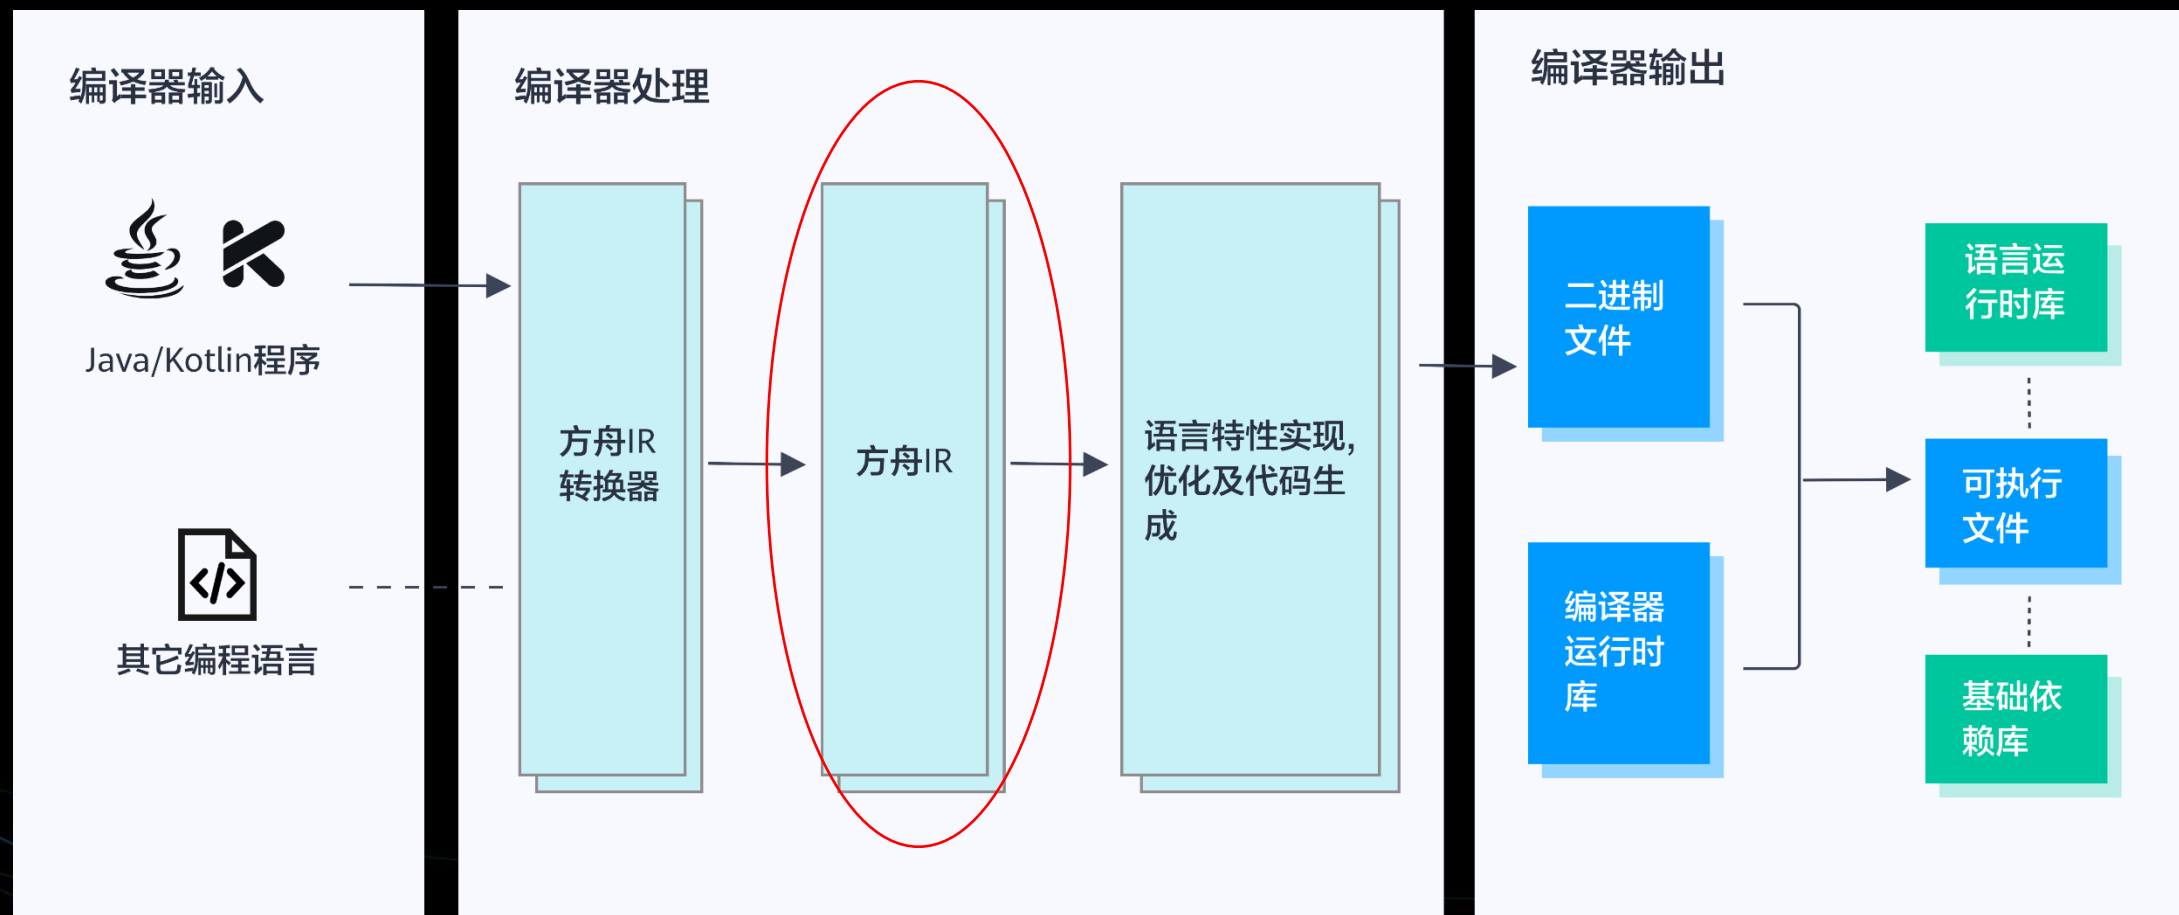 编译器输入
Java/Kotlin程序
其它编程语言
编译器处理
方舟IR
转换器
方舟IR
语言特性实现,
优化及代码生
成
编译器输出
二进制
文件
编译器
运行时
库
语言运
行时库
可执行
文件
基础依
赖库